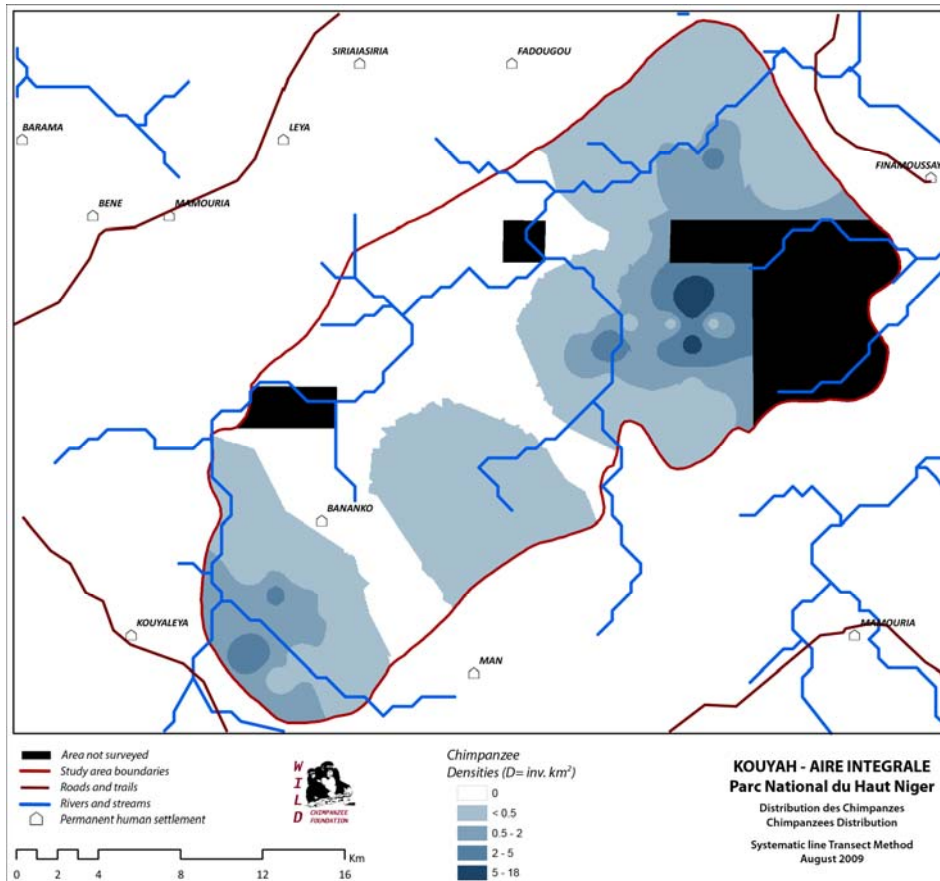 SIRIAIASIRIA
FADOUGOU
BARAMA
LEYA
FINAMOUSSAY
BENE
MAMOURIA
BANANKO
KOUYALEYA
MAMOURIA
MAN
Area not surveyed
Study area boundaries
Roads and trails
Rivers and streams
Permanent human settlement
0 2 4 8 12 16 Km
WILD
CHIMPANZEE
FOUNDATION
Chimpanzee
Densities (D= inv. km²)
0
< 0.5
0.5 - 2
2 - 5
5 - 18
KOUYAH - AIRE INTEGRALE
Parc National du Haut Niger
Distribution des Chimpanzes
Chimpanzees Distribution
Systematic line Transect Method
August 2009